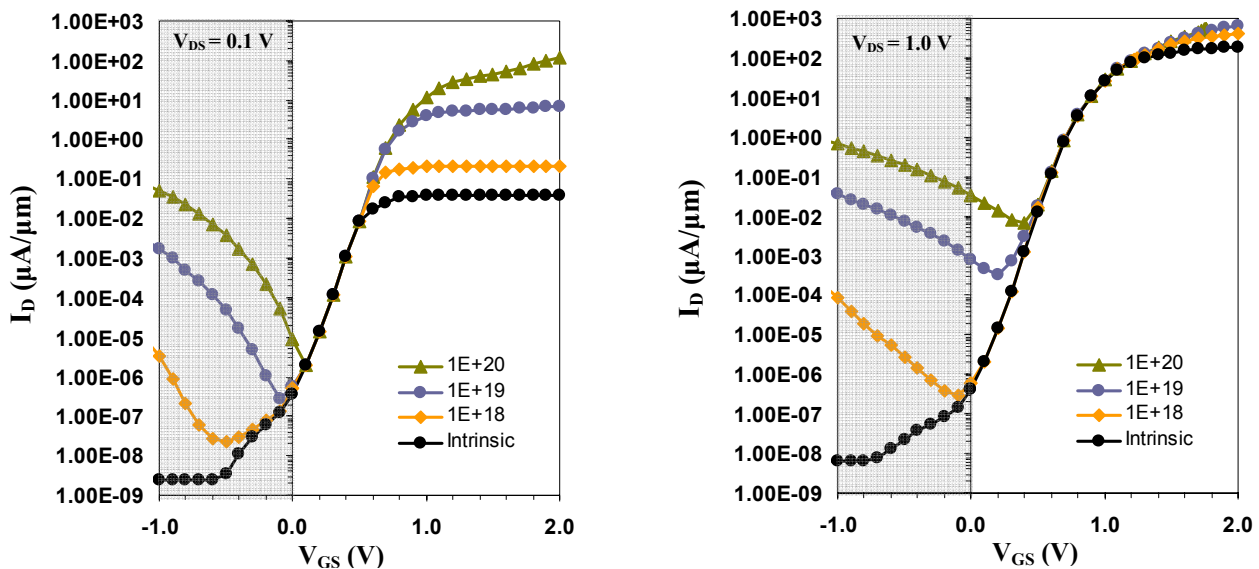 V_DS = 0.1 V
I_D (µA/µm)
1.00E+03
1.00E+02
1.00E+01
1.00E+00
1.00E-01
1.00E-02
1.00E-03
1.00E-04
1.00E-05
1.00E-06
1.00E-07
1.00E-08
1.00E-09
1E+20
1E+19
1E+18
Intrinsic
-1.0 0.0 1.0 2.0
V_GS (V)
V_DS = 1.0 V
I_D (µA/µm)
1.00E+03
1.00E+02
1.00E+01
1.00E+00
1.00E-01
1.00E-02
1.00E-03
1.00E-04
1.00E-05
1.00E-06
1.00E-07
1.00E-08
1.00E-09
1E+20
1E+19
1E+18
Intrinsic
-1.0 0.0 1.0 2.0
V_GS (V)